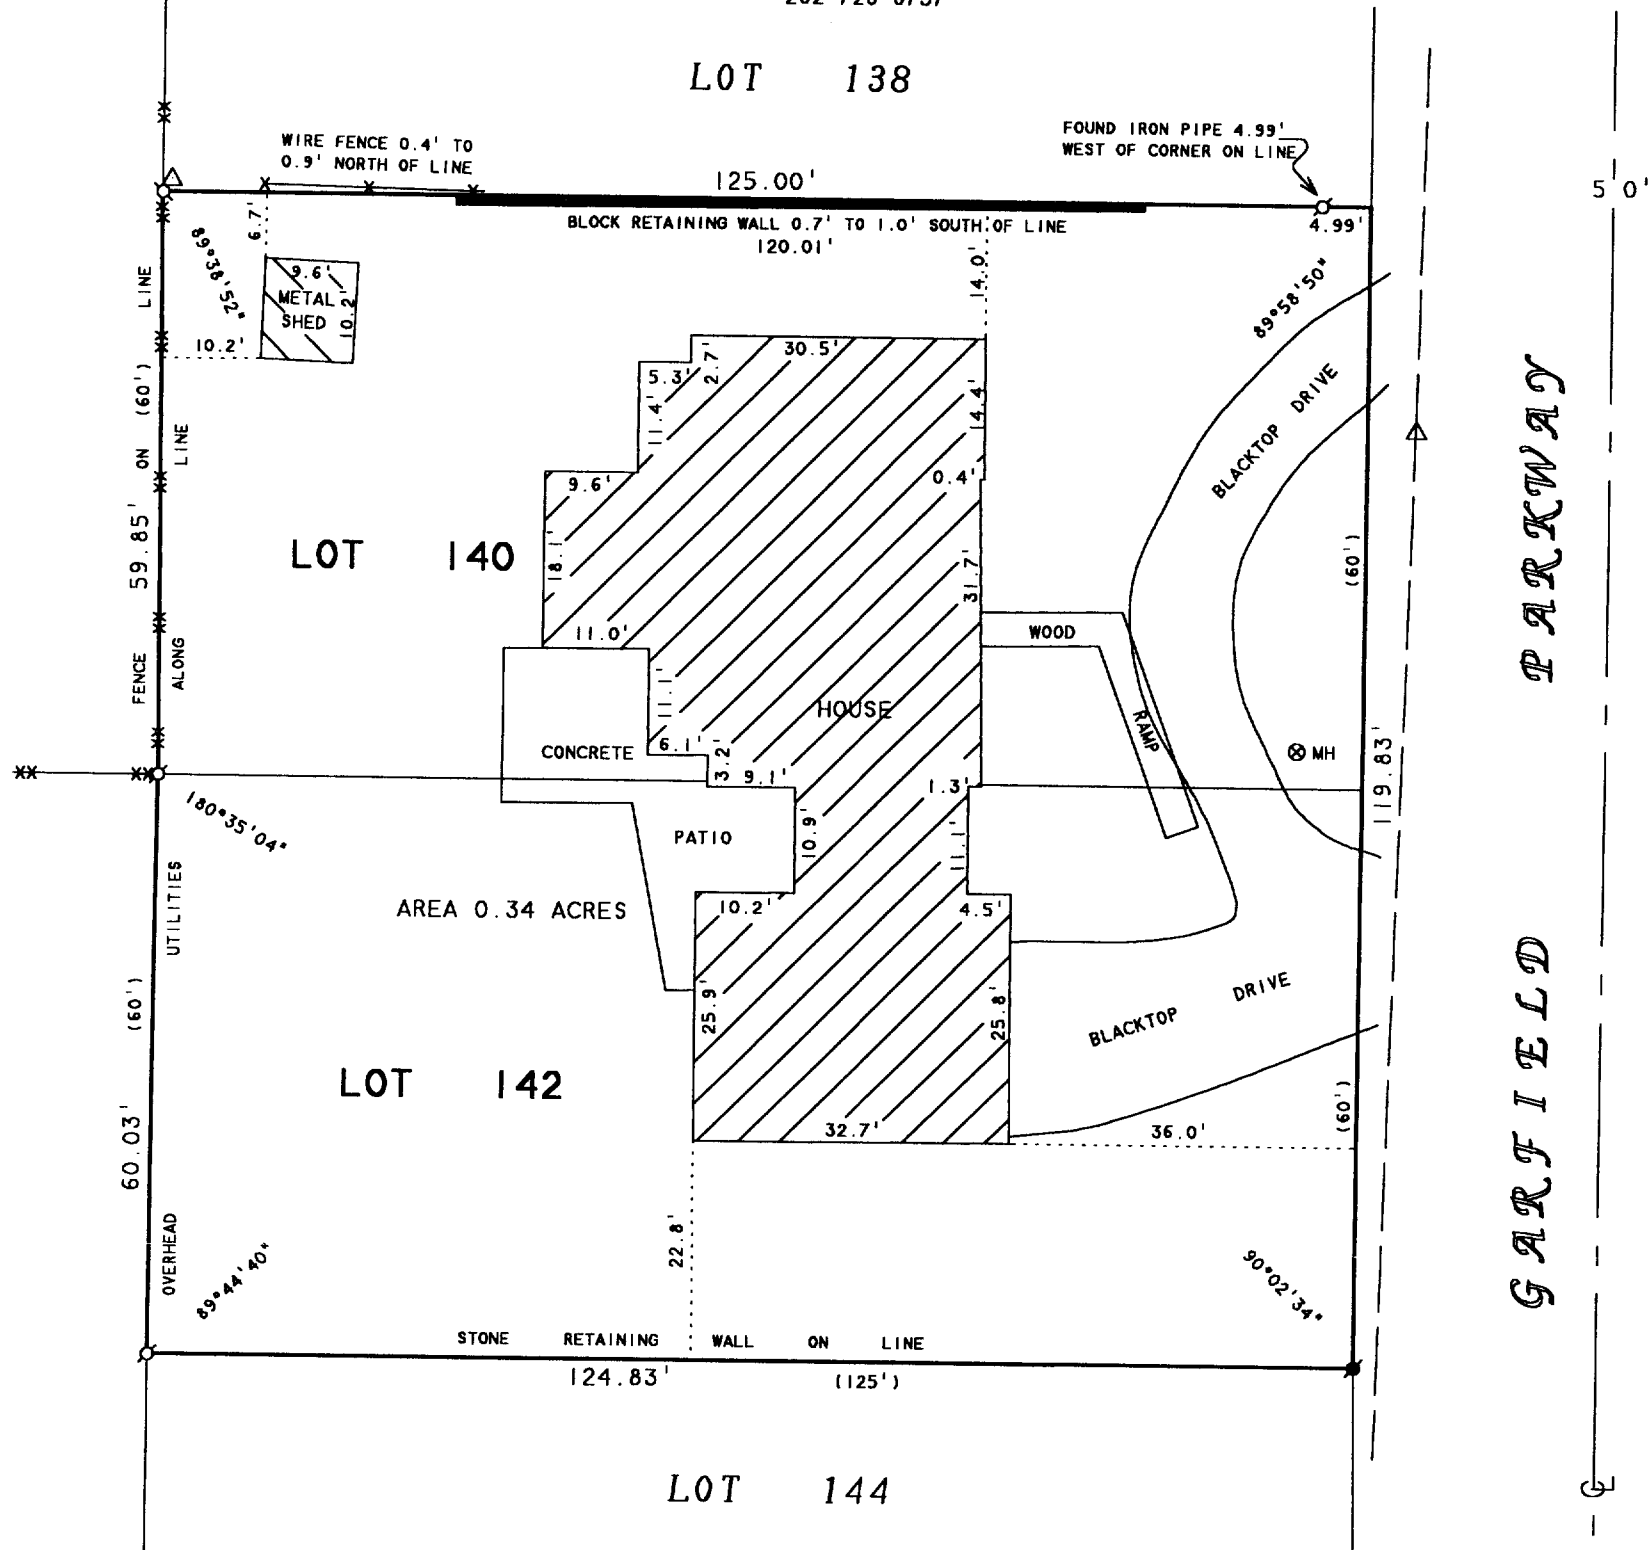 LOT 138
WIRE FENCE 0.4' TO
0.9' NORTH OF LINE
FOUND IRON PIPE 4.99'
WEST OF CORNER ON LINE
125.00'
5'0'
BLOCK RETAINING WALL 0.7' TO 1.0' SOUTH OF LINE
120.01'
4.99'
6.7'
89°38'52"
14.0'
89°58'50"
9.6'
METAL
SHED
10.2'
10.2'
30.5'
2.7'
5.3'
11.4'
14.4'
BLACKTOP DRIVE
9.6'
0.4'
LOT 140
18.1'
31.7'
(60')
11.0'
WOOD
RAMP
11.1'
HOUSE
CONCRETE
6.1'
3.2'
9.1'
1.3'
MH
119.83'
FENCE ON LINE
59.85' (60')
180°35'04"
PATIO
10.9'
11.1'
AREA 0.34 ACRES
10.2'
4.5'
25.9'
25.8'
BLACKTOP DRIVE
LOT 142
32.7'
36.0'
(60')
60.03' (60')
OVERHEAD UTILITIES ALONG LINE
22.8'
89°44'40"
90°02'34"
STONE RETAINING WALL ON LINE
124.83' (125')
GARFIELD PARKWAY
LOT 144